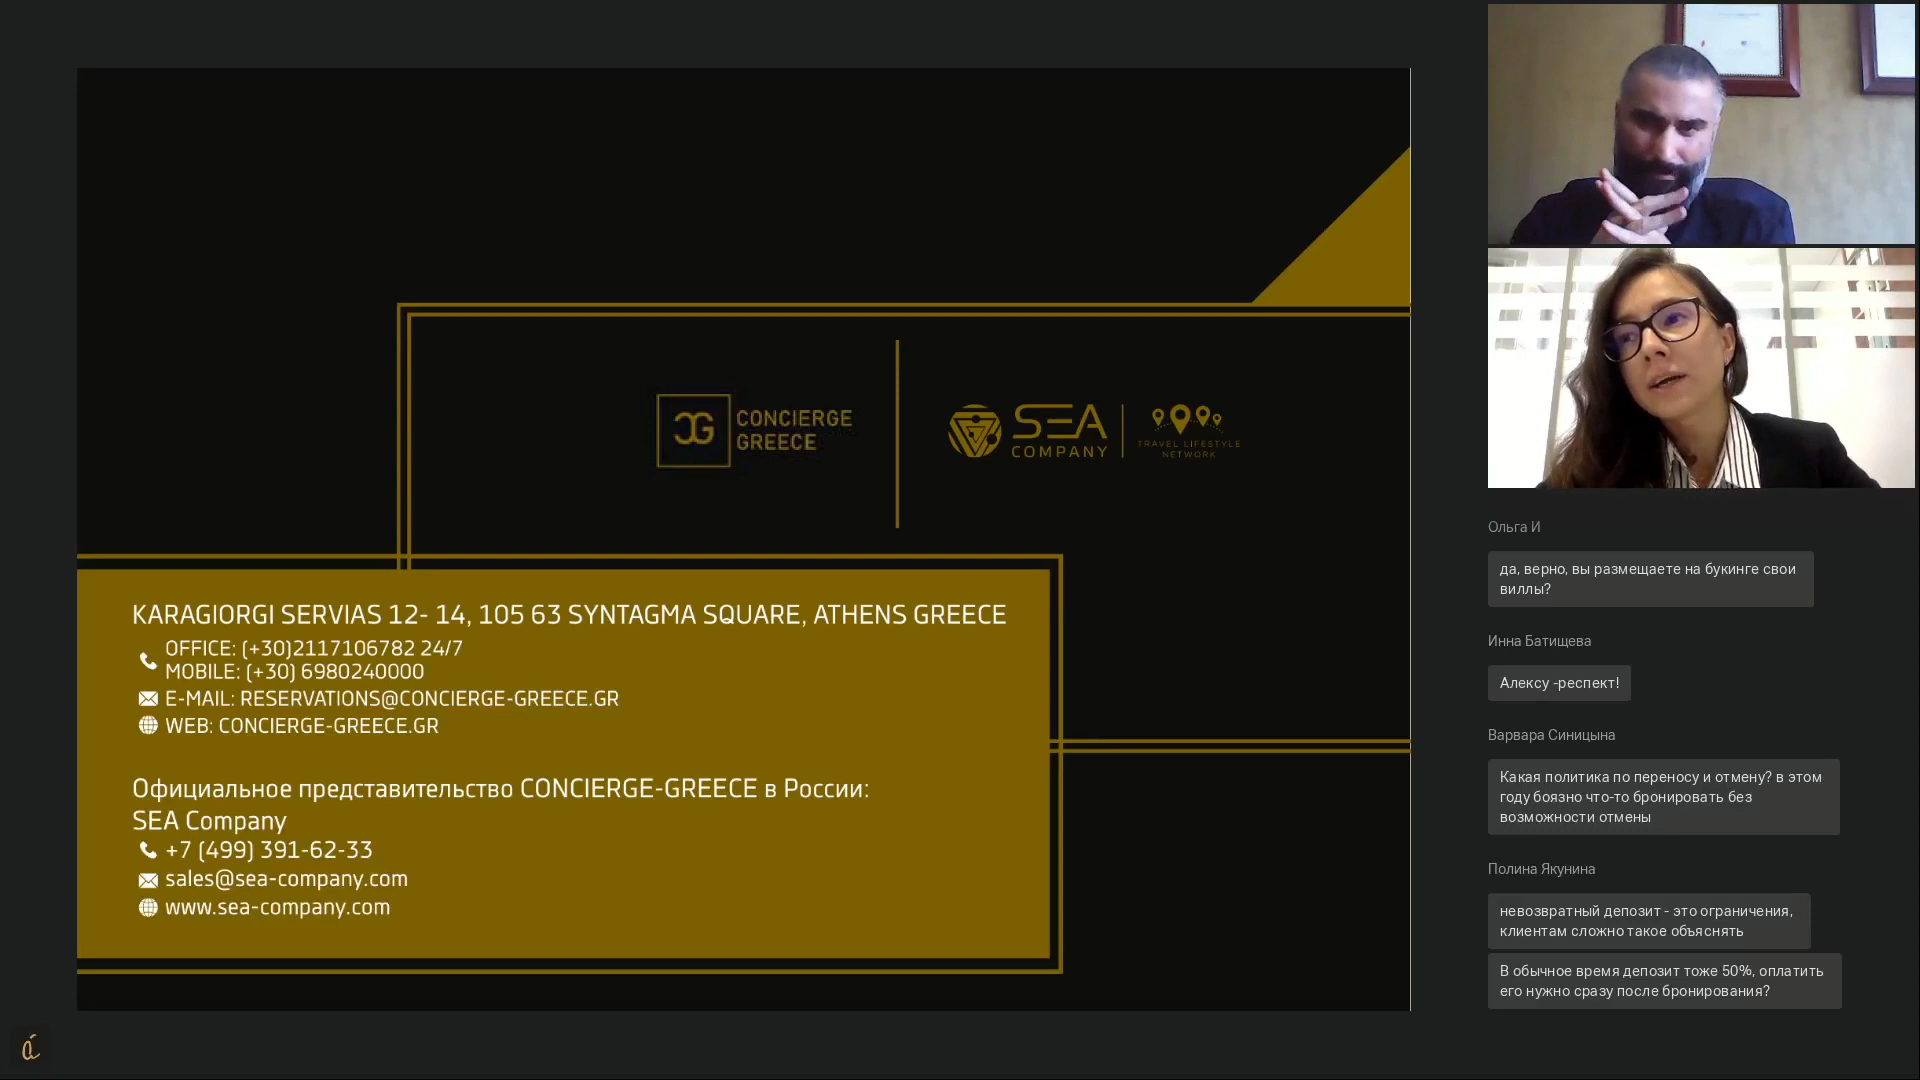 CONCIERGE
GREECE
SEA
COMPANY
TRAVEL LIFESTYLE
NETWORK
KARAGIORGI SERVIAS 12- 14, 105 63 SYNTAGMA SQUARE, ATHENS GREECE
OFFICE: (+30)2117106782 24/7
MOBILE: (+30) 6980240000
E-MAIL: RESERVATIONS@CONCIERGE-GREECE.GR
WEB: CONCIERGE-GREECE.GR
Официальное представительство CONCIERGE-GREECE в России:
SEA Company
+7 (499) 391-62-33
sales@sea-company.com
www.sea-company.com
Ольга И
да, верно, вы размещаете на букинге свои
виллы?
Инна Батищева
Алексу -респект!
Варвара Синицына
Какая политика по переносу и отмену? в этом
году боязно что-то бронировать без
возможности отмены
Полина Якунина
невозвратный депозит - это ограничения,
клиентам сложно такое объяснять
В обычное время депозит тоже 50%, оплатить
его нужно сразу после бронирования?